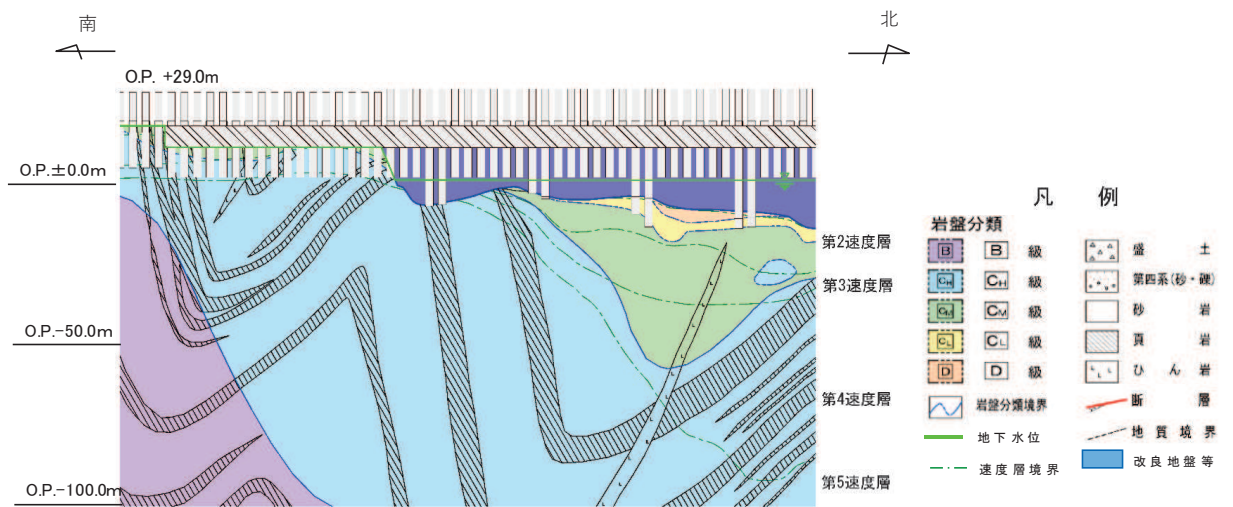 南
北
O.P. +29.0m
O.P.±0.0m
O.P.-50.0m
O.P.-100.0m
第2速度層
第3速度層
第4速度層
第5速度層
凡 例
岩盤分類
B B 級
CH CH 級
CM CM 級
CL CL 級
D D 級
岩盤分類境界
地下水位
速度層境界
盛 土
第四系(砂・礫)
砂 岩
頁 岩
ひん岩
断 層
地質境界
改良地盤等